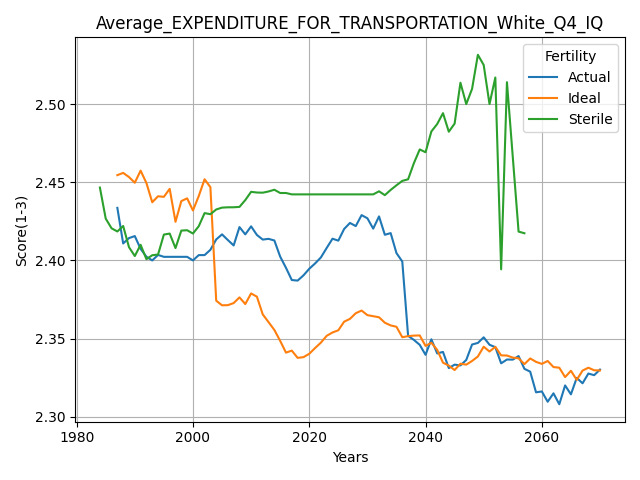 Average_EXPENDITURE_FOR_TRANSPORTATION_White_Q4_IQ
Fertility
Actual
Ideal
Sterile
Score(1-3)
2.50
2.45
2.40
2.35
2.30
1980
2000
2020
2040
2060
Years